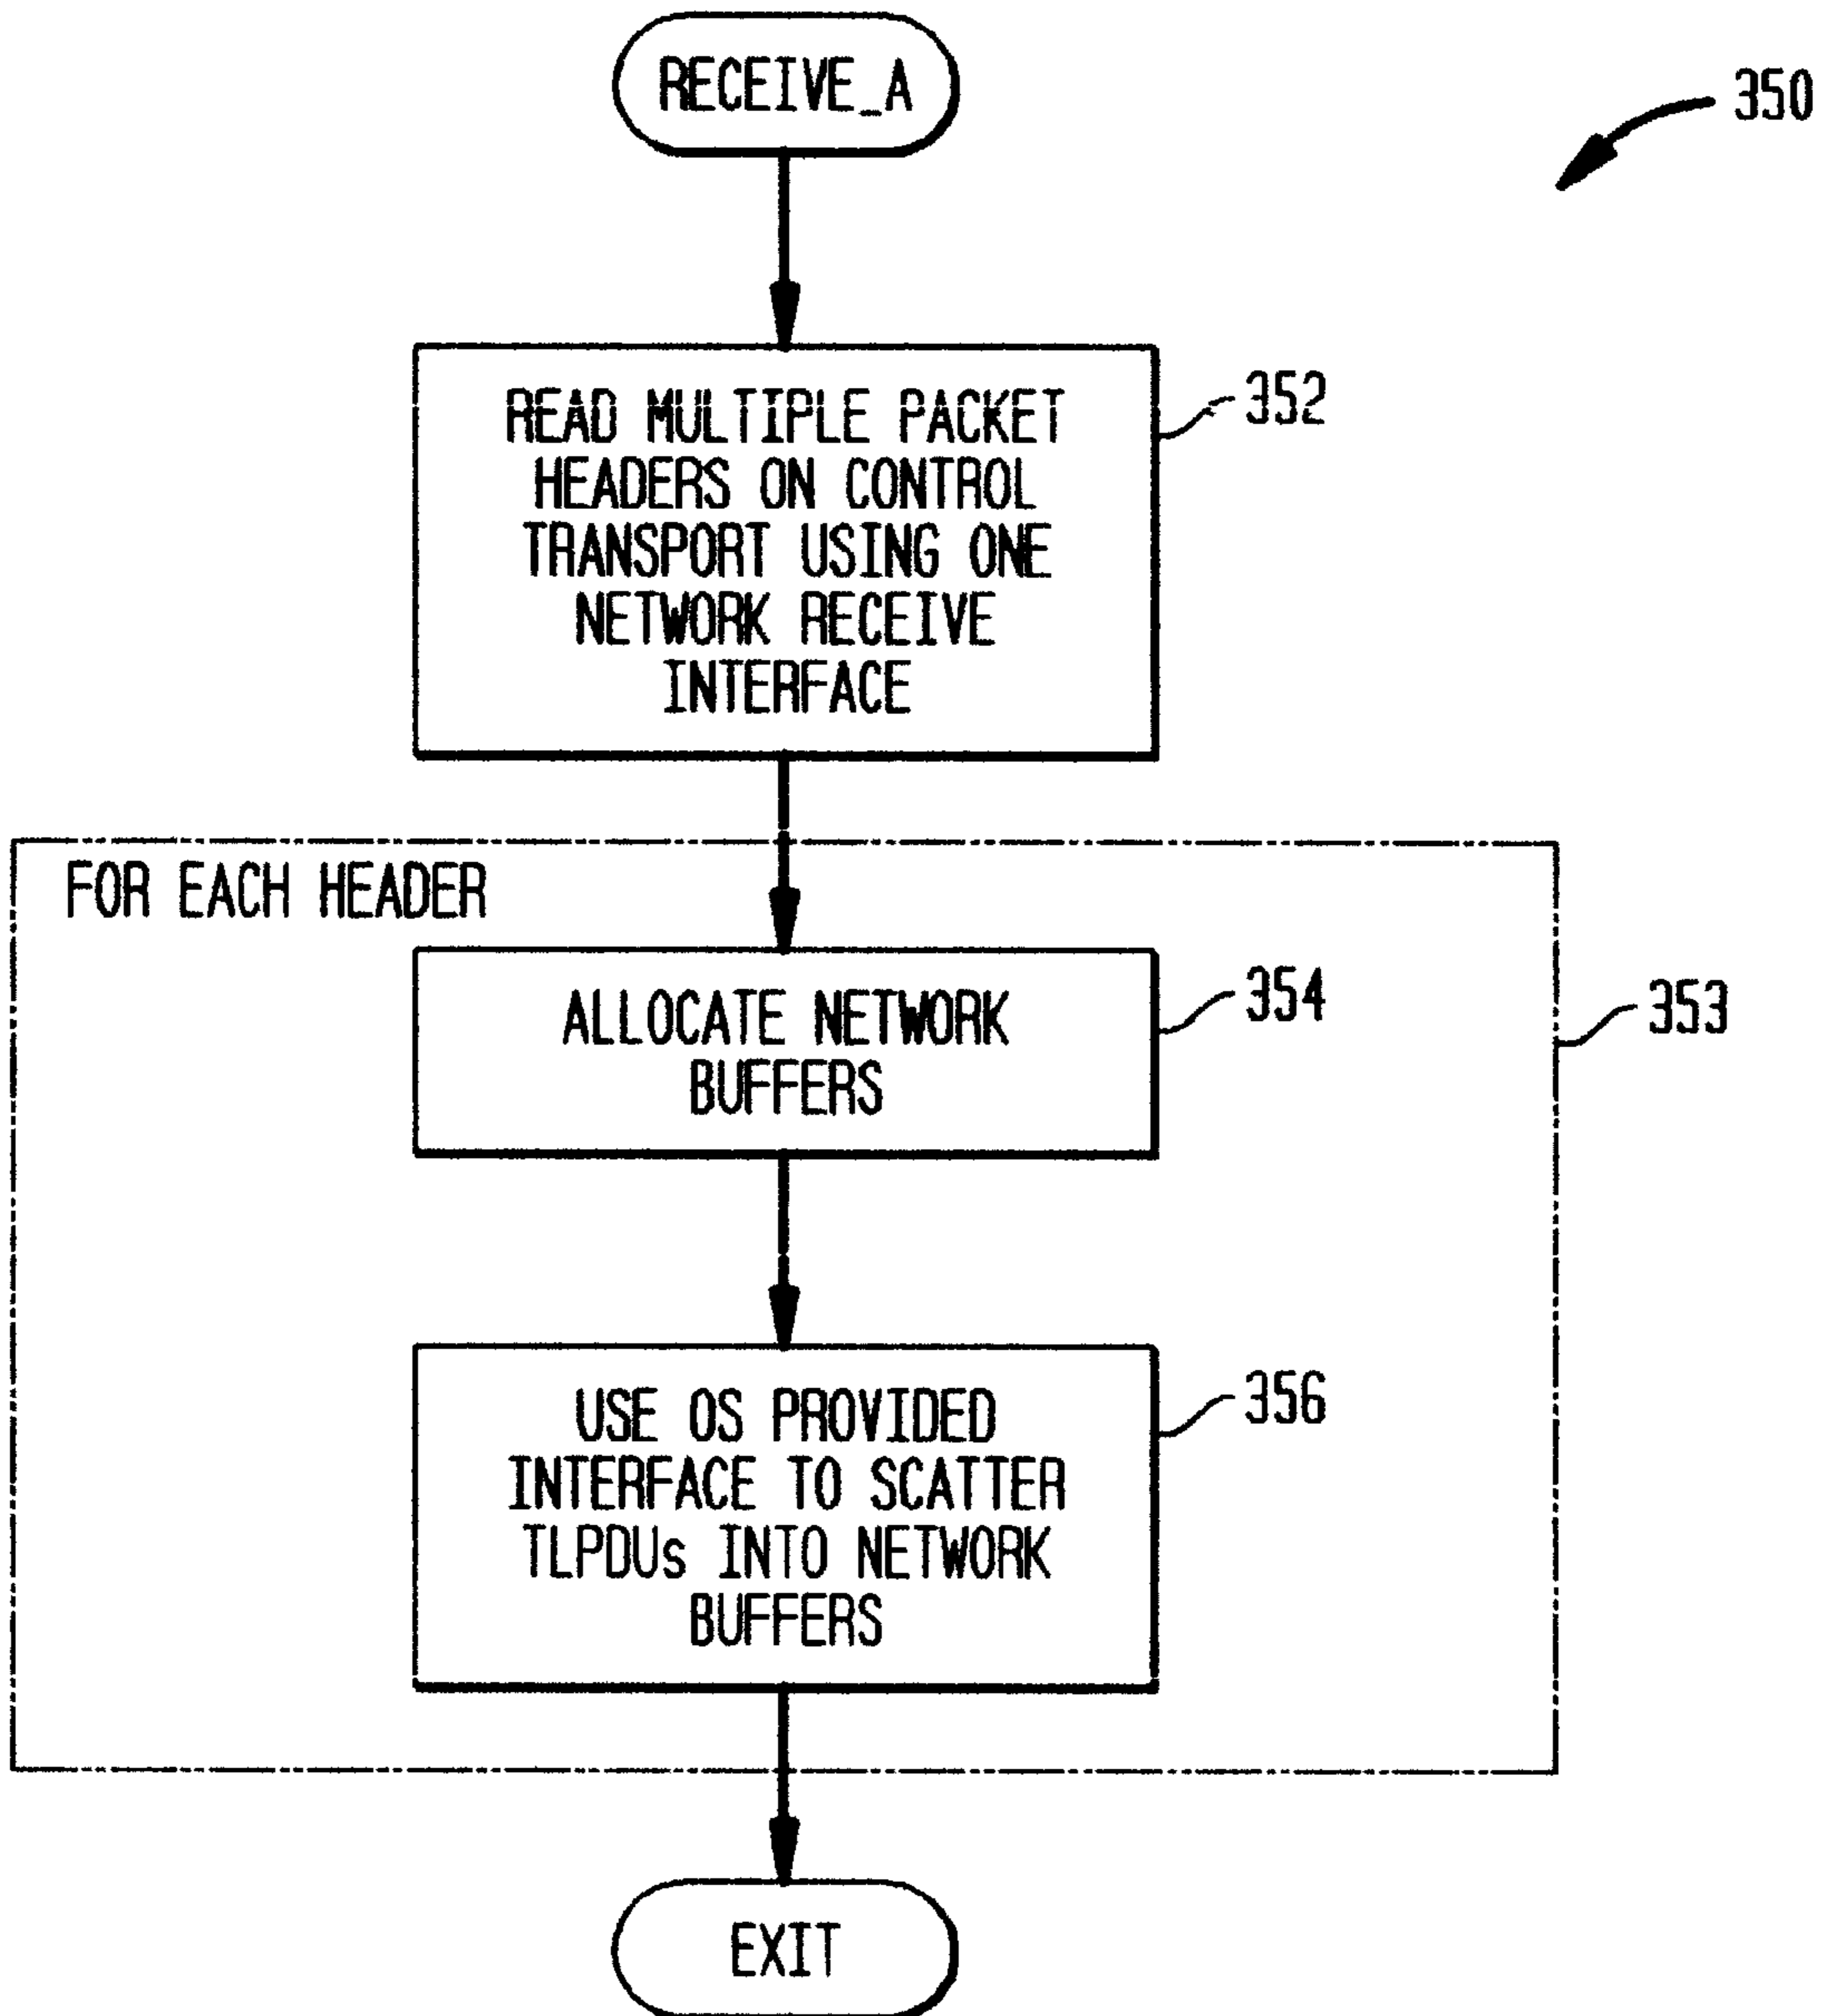 RECEIVE_A
350
READ MULTIPLE PACKET
HEADERS ON CONTROL
TRANSPORT USING ONE
NETWORK RECEIVE
INTERFACE
352
FOR EACH HEADER
ALLOCATE NETWORK
BUFFERS
354
353
USE OS PROVIDED
INTERFACE TO SCATTER
TLPDUs INTO NETWORK
BUFFERS
356
EXIT